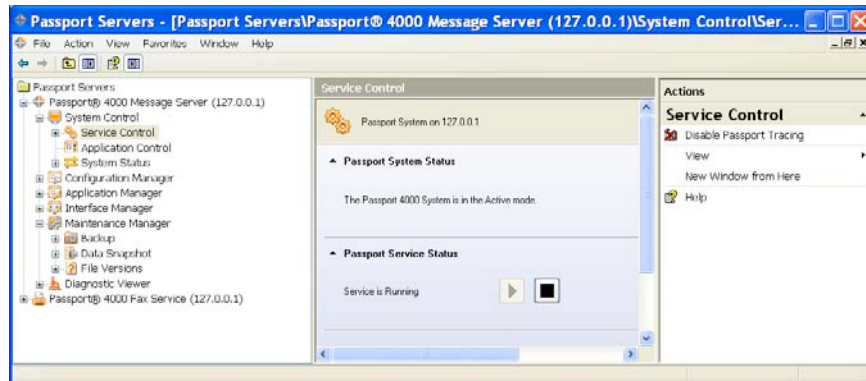 Passport Servers - [Passport Servers\Passport® 4000 Message Server (127.0.0.1)\System Control\Ser...
File Action View Favorites Window Help
Passport Servers
Passport® 4000 Message Server (127.0.0.1)
System Control
Service Control
Application Control
System Status
Configuration Manager
Application Manager
Interface Manager
Maintenance Manager
Backup
Data Snapshot
File Versions
Diagnostic Viewer
Passport® 4000 Fax Service (127.0.0.1)
Service Control
Passport System on 127.0.0.1
Passport System Status
The Passport 4000 System is in the Active mode.
Passport Service Status
Service is Running
Actions
Service Control
Disable Passport Tracing
View
New Window from Here
Help